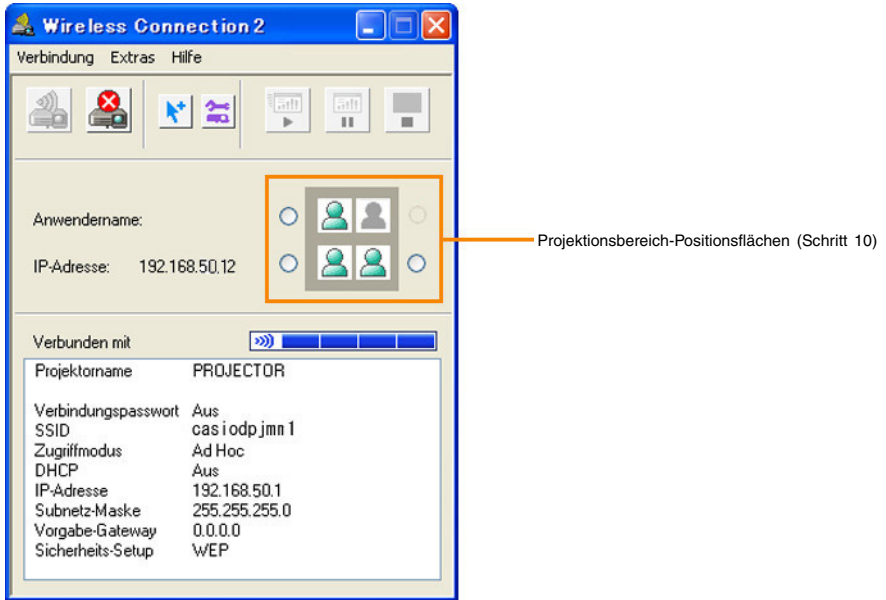 Wireless Connection 2
Verbindung Extras Hilfe
Anwendername:
IP-Adresse: 192.168.50.12
Projektionsbereich-Positionsflächen (Schritt 10)
Verbunden mit
Projektorname PROJECTOR
Verbindungspasswort Aus
SSID casiodpjmn1
Zugriffmodus Ad Hoc
DHCP Aus
IP-Adresse 192.168.50.1
Subnetz-Maske 255.255.255.0
Vorgabe-Gateway 0.0.0.0
Sicherheits-Setup WEP